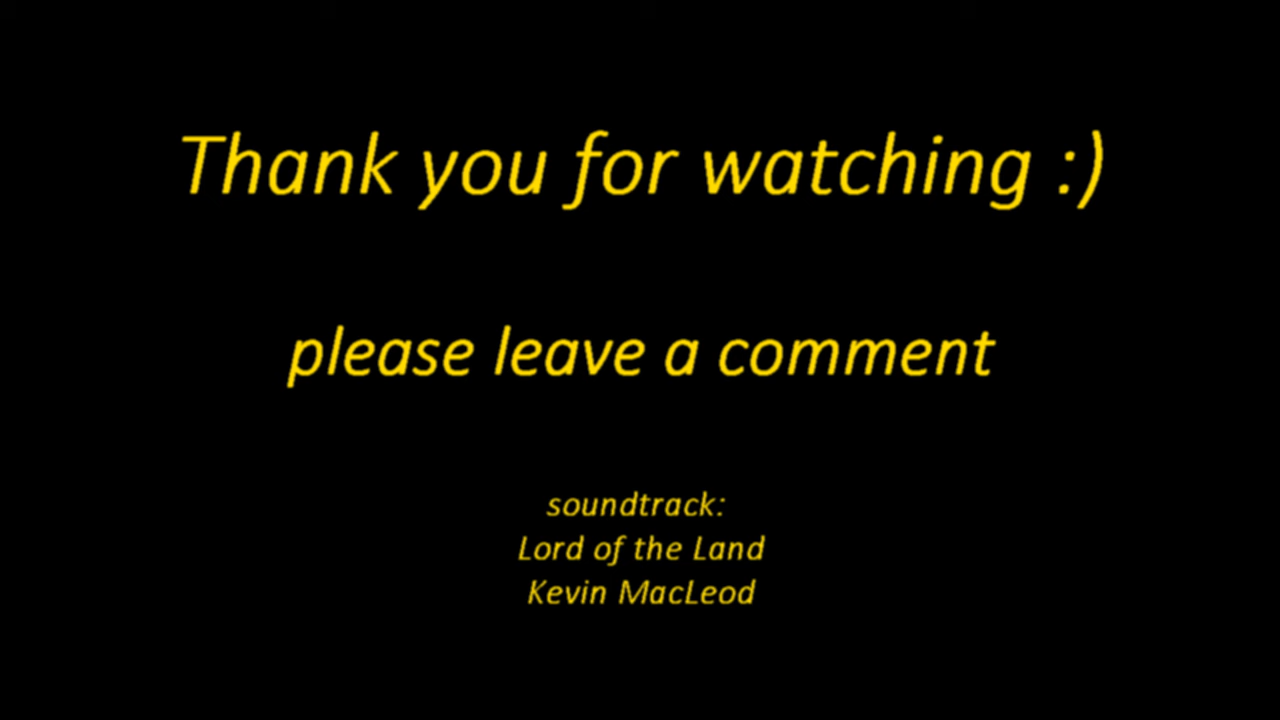 Thank you for watching :)
please leave a comment
soundtrack:
Lord of the Land
Kevin MacLeod